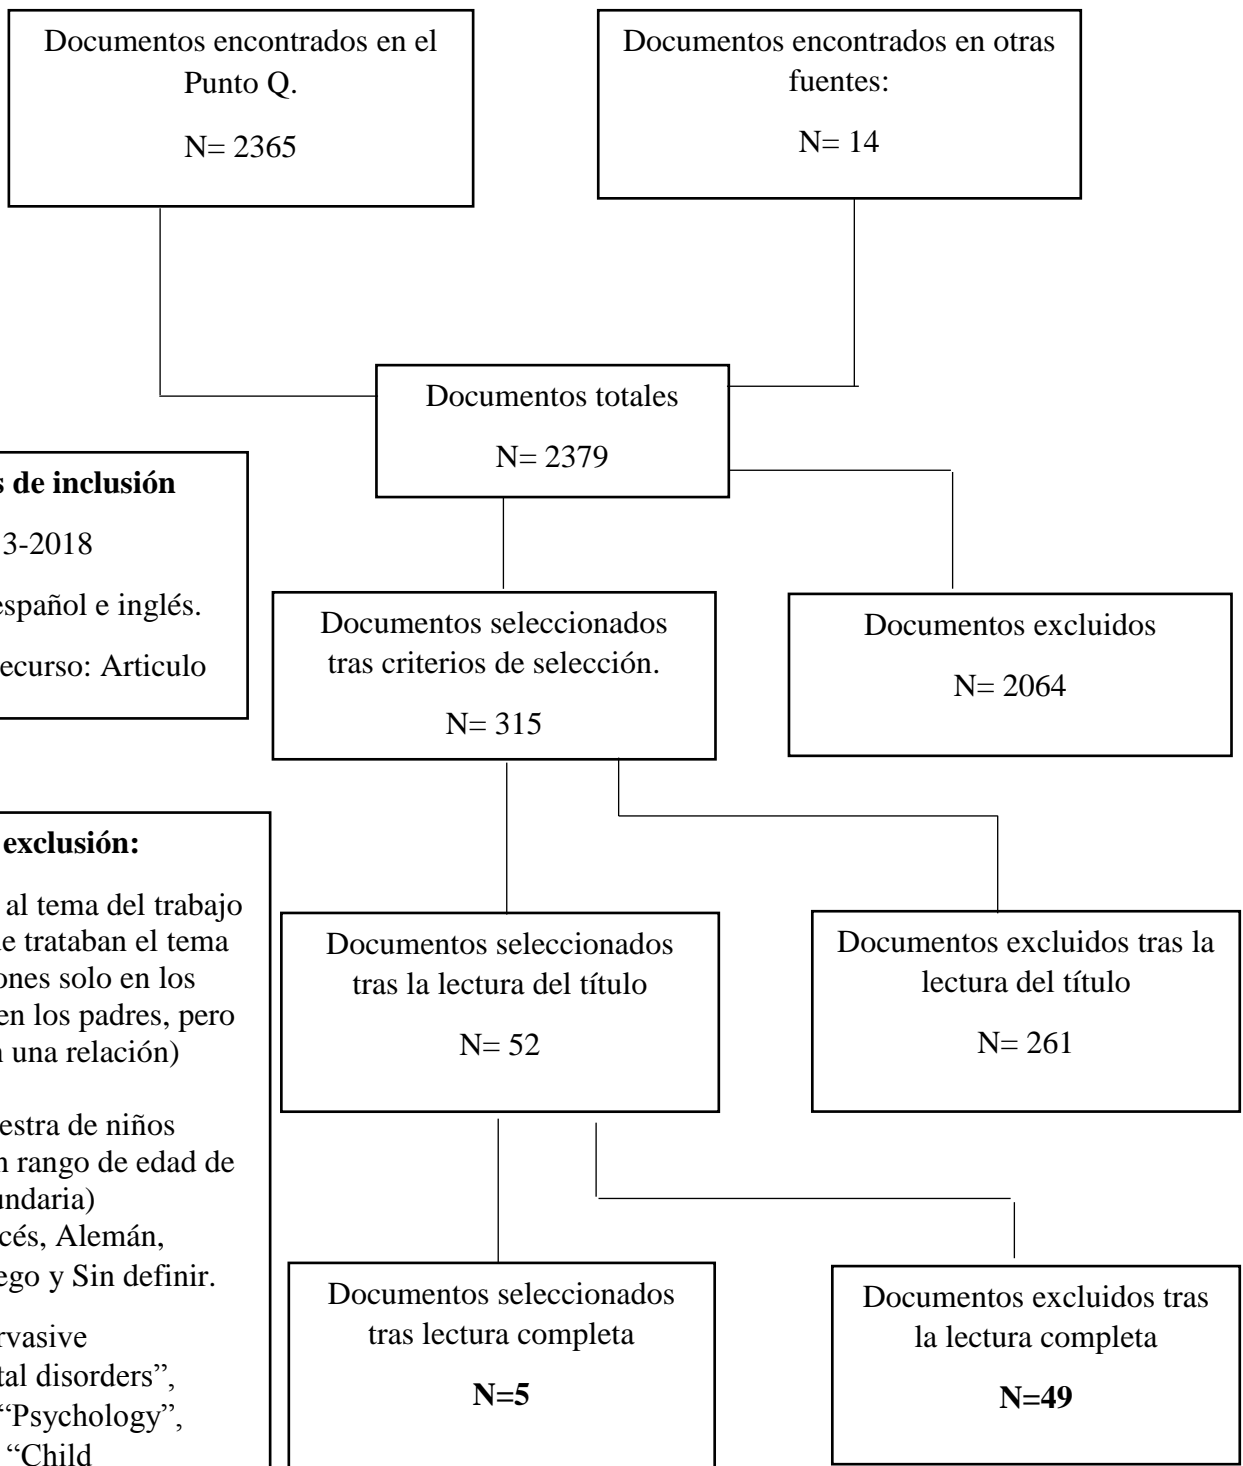 Documentos encontrados en el
Punto Q.
N= 2365
Documentos encontrados en otras
fuentes:
N= 14
Documentos totales
N= 2379
de inclusión
3-2018
español e inglés.
ecurso: Articulo
Documentos seleccionados
tras criterios de selección.
N= 315
Documentos excluidos
N= 2064
exclusión:
al tema del trabajo
e trataban el tema
ones solo en los
en los padres, pero
una relación)
estra de niños
rango de edad de
undaria)
cés, Alemán,
ego y Sin definir.
rvasive
tal disorders”,
“Psychology”,
“Child
Documentos seleccionados
tras la lectura del título
N= 52
Documentos excluidos tras la
lectura del título
N= 261
Documentos seleccionados
tras lectura completa
N=5
Documentos excluidos tras
la lectura completa
N=49